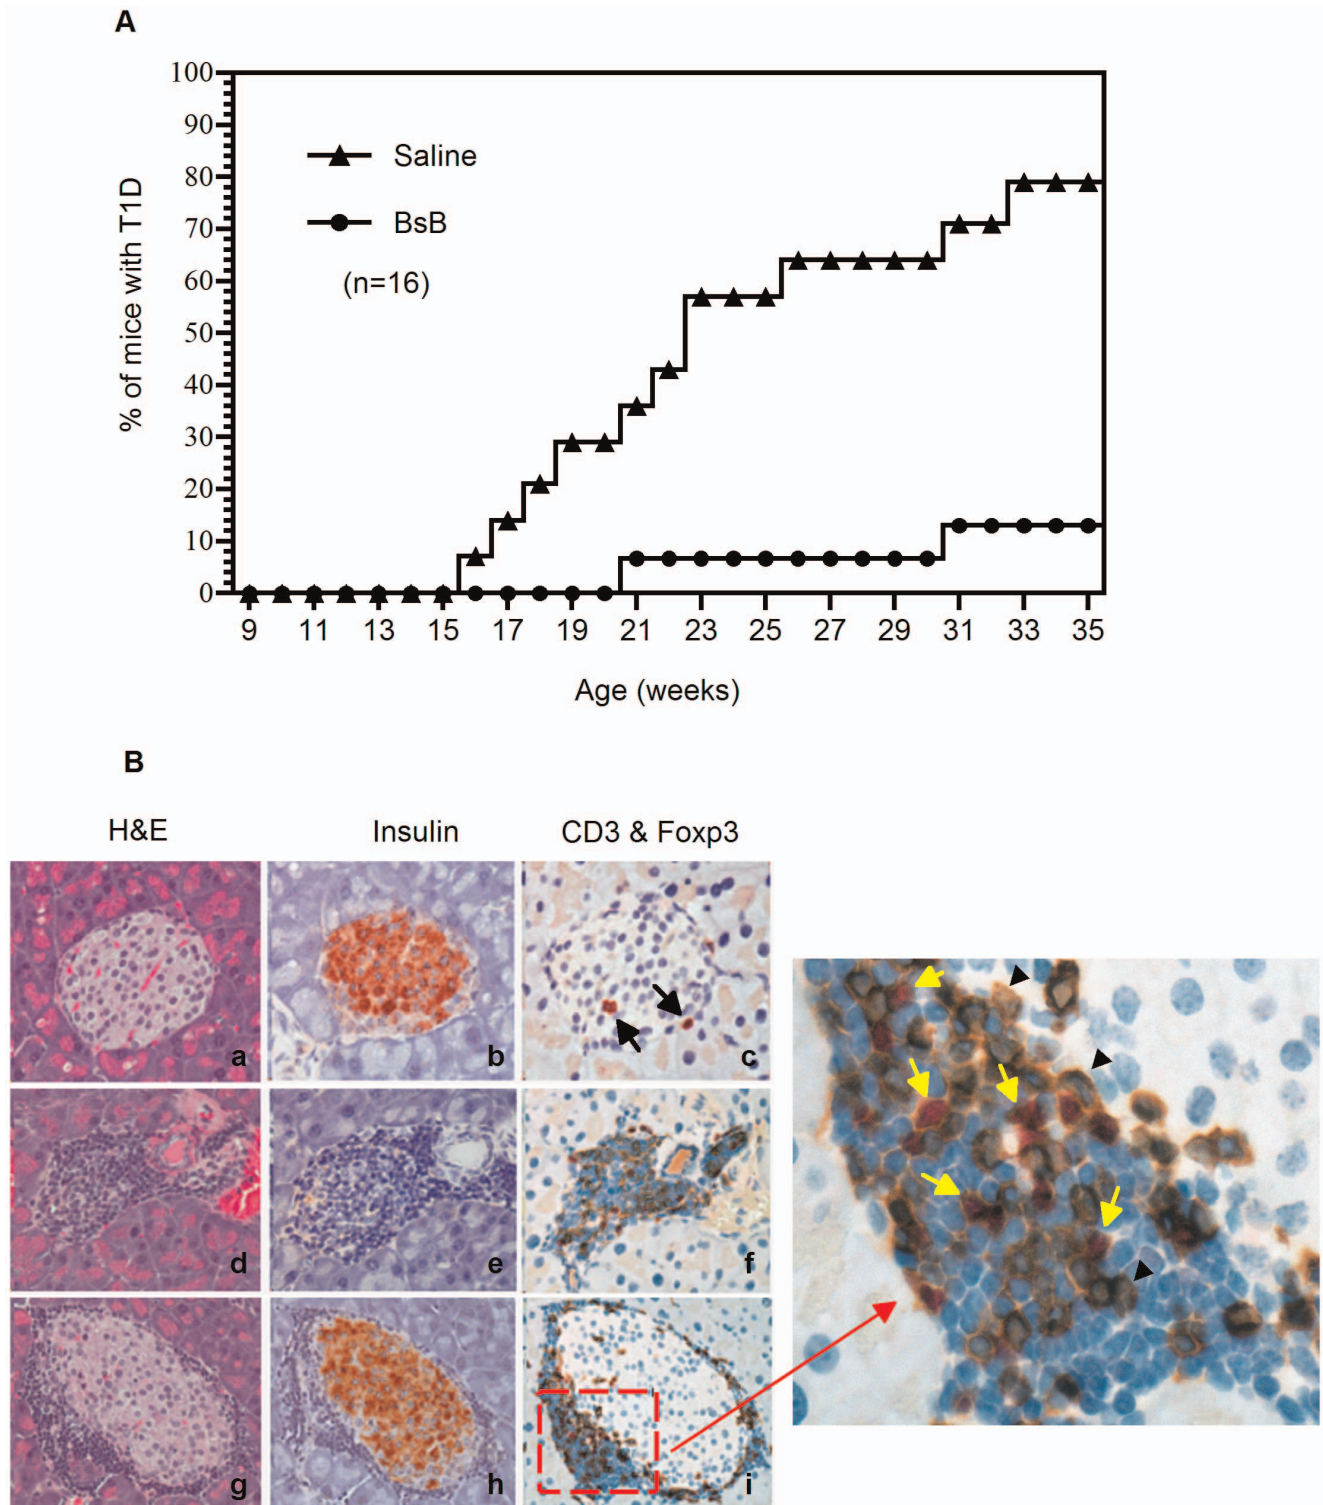 A
100
90
80
70
60
50
40
30
20
10
0
% of mice with T1D
Saline
BsB
(n=16)
9 11 13 15 17 19 21 23 25 27 29 31 33 35
Age (weeks)
B
H&E Insulin CD3 & Foxp3
a b c
d e f
g h i